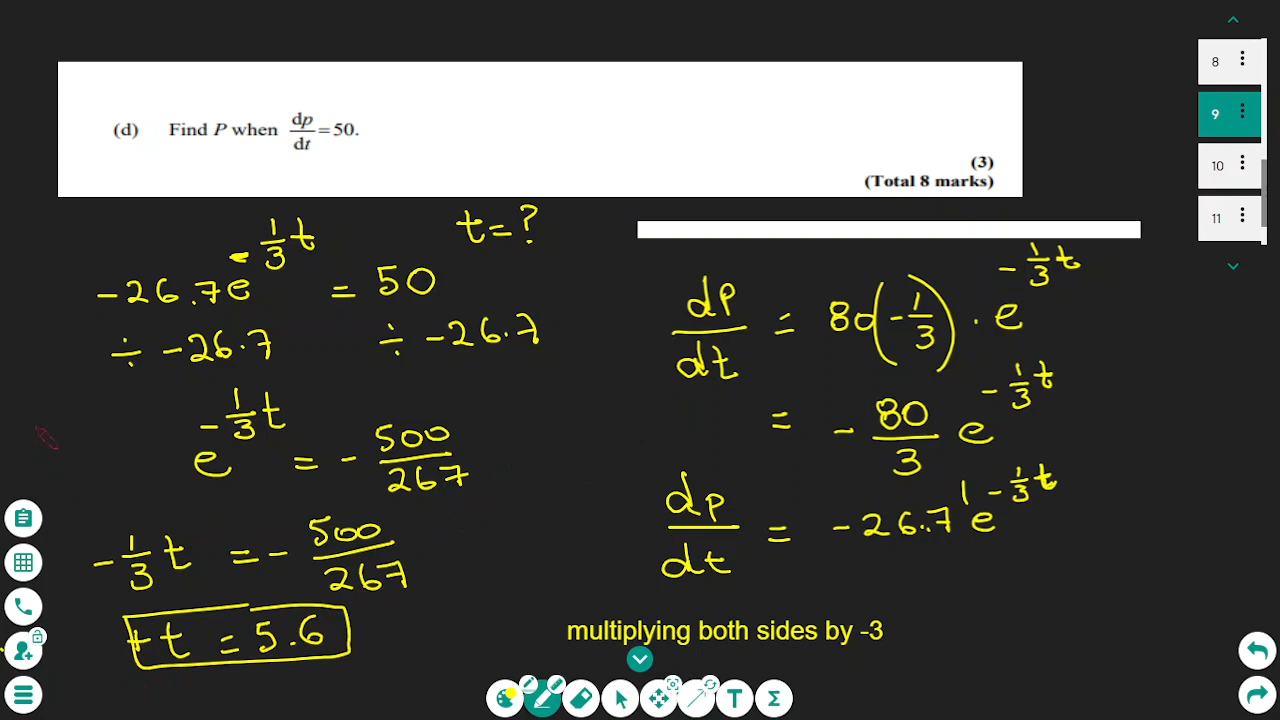 (d) Find P when dp/dt = 50.
(3)
(Total 8 marks)
t = ?
-26.7e^(-1/3 t) = 50
÷ -26.7 ÷ -26.7
e^(-1/3 t) = - 500/267
-1/3 t = - 500/267
+t = 5.6
dp/dt = 80(-1/3) · e^(-1/3 t)
= - 80/3 e^(-1/3 t)
dp/dt = -26.7 e^(-1/3 t)
multiplying both sides by -3
8
9
10
11
T
Σ